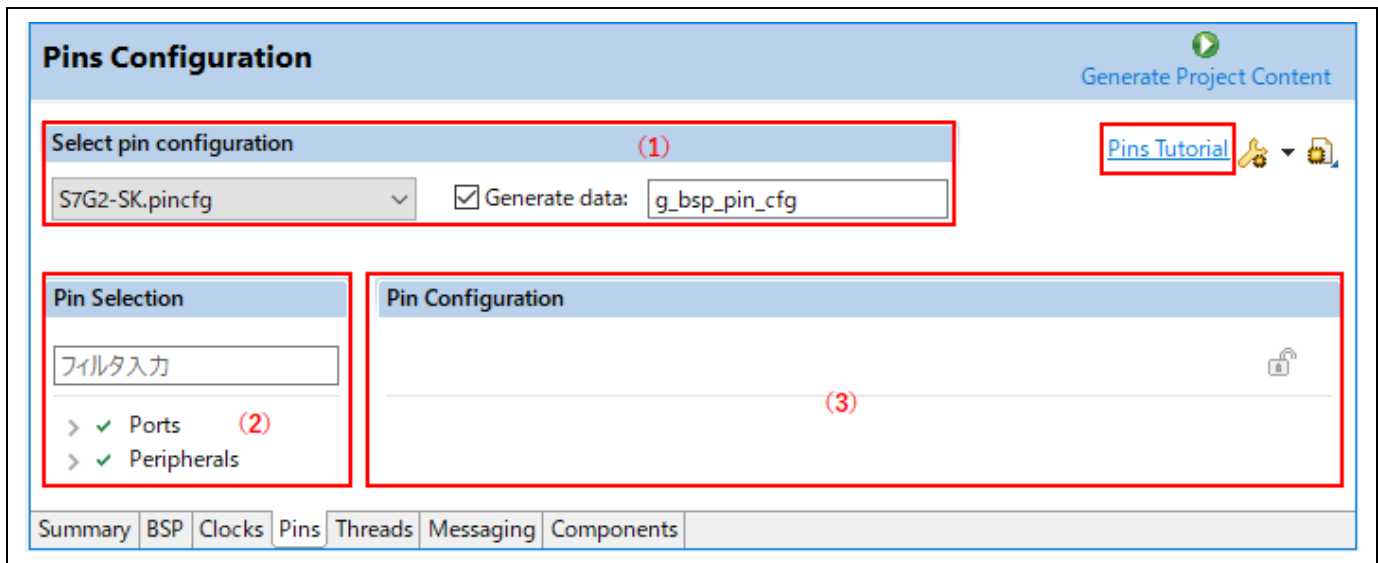 Pins Configuration
Generate Project Content
Select pin configuration (1)
Pins Tutorial
S7G2-SK.pincfg Generate data: g_bsp_pin_cfg
Pin Selection
フィルタ入力
Ports (2)
Peripherals
Pin Configuration
(3)
Summary BSP Clocks Pins Threads Messaging Components